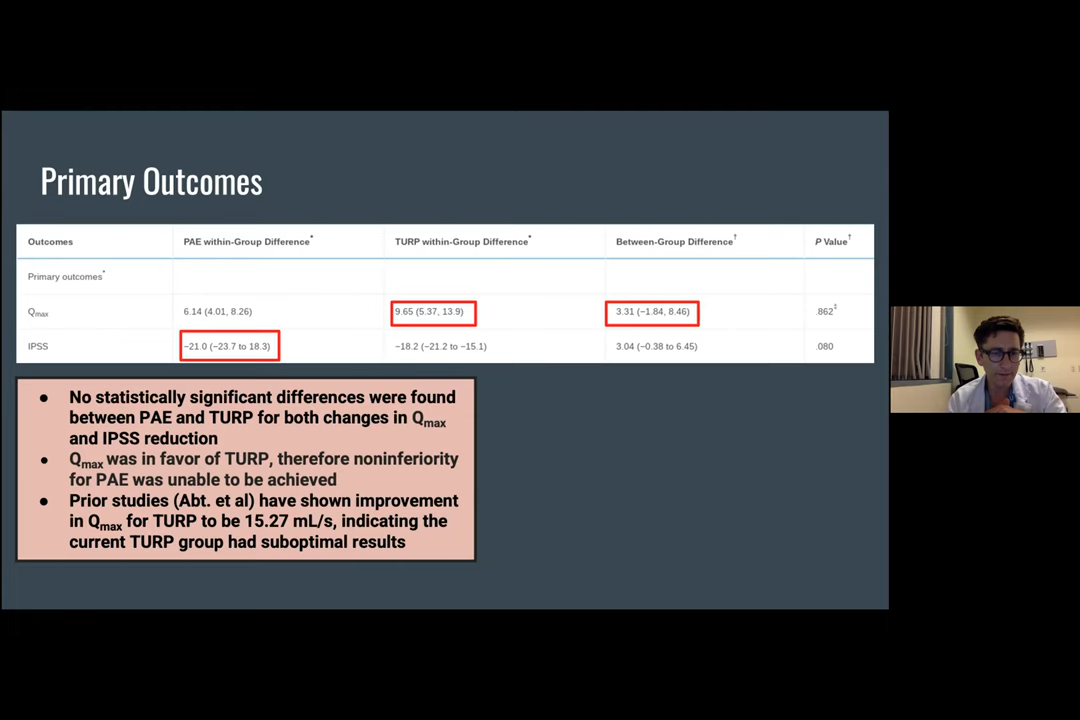 Primary Outcomes
Outcomes PAE within-Group Difference* TURP within-Group Difference* Between-Group Difference† P Value†
Primary outcomes*
Qmax 6.14 (4.01, 8.26) 9.65 (5.37, 13.9) 3.31 (−1.84, 8.46) .862‡
IPSS −21.0 (−23.7 to 18.3) −18.2 (−21.2 to −15.1) 3.04 (−0.38 to 6.45) .080
● No statistically significant differences were found
between PAE and TURP for both changes in Qmax
and IPSS reduction
● Qmax was in favor of TURP, therefore noninferiority
for PAE was unable to be achieved
● Prior studies (Abt. et al) have shown improvement
in Qmax for TURP to be 15.27 mL/s, indicating the
current TURP group had suboptimal results